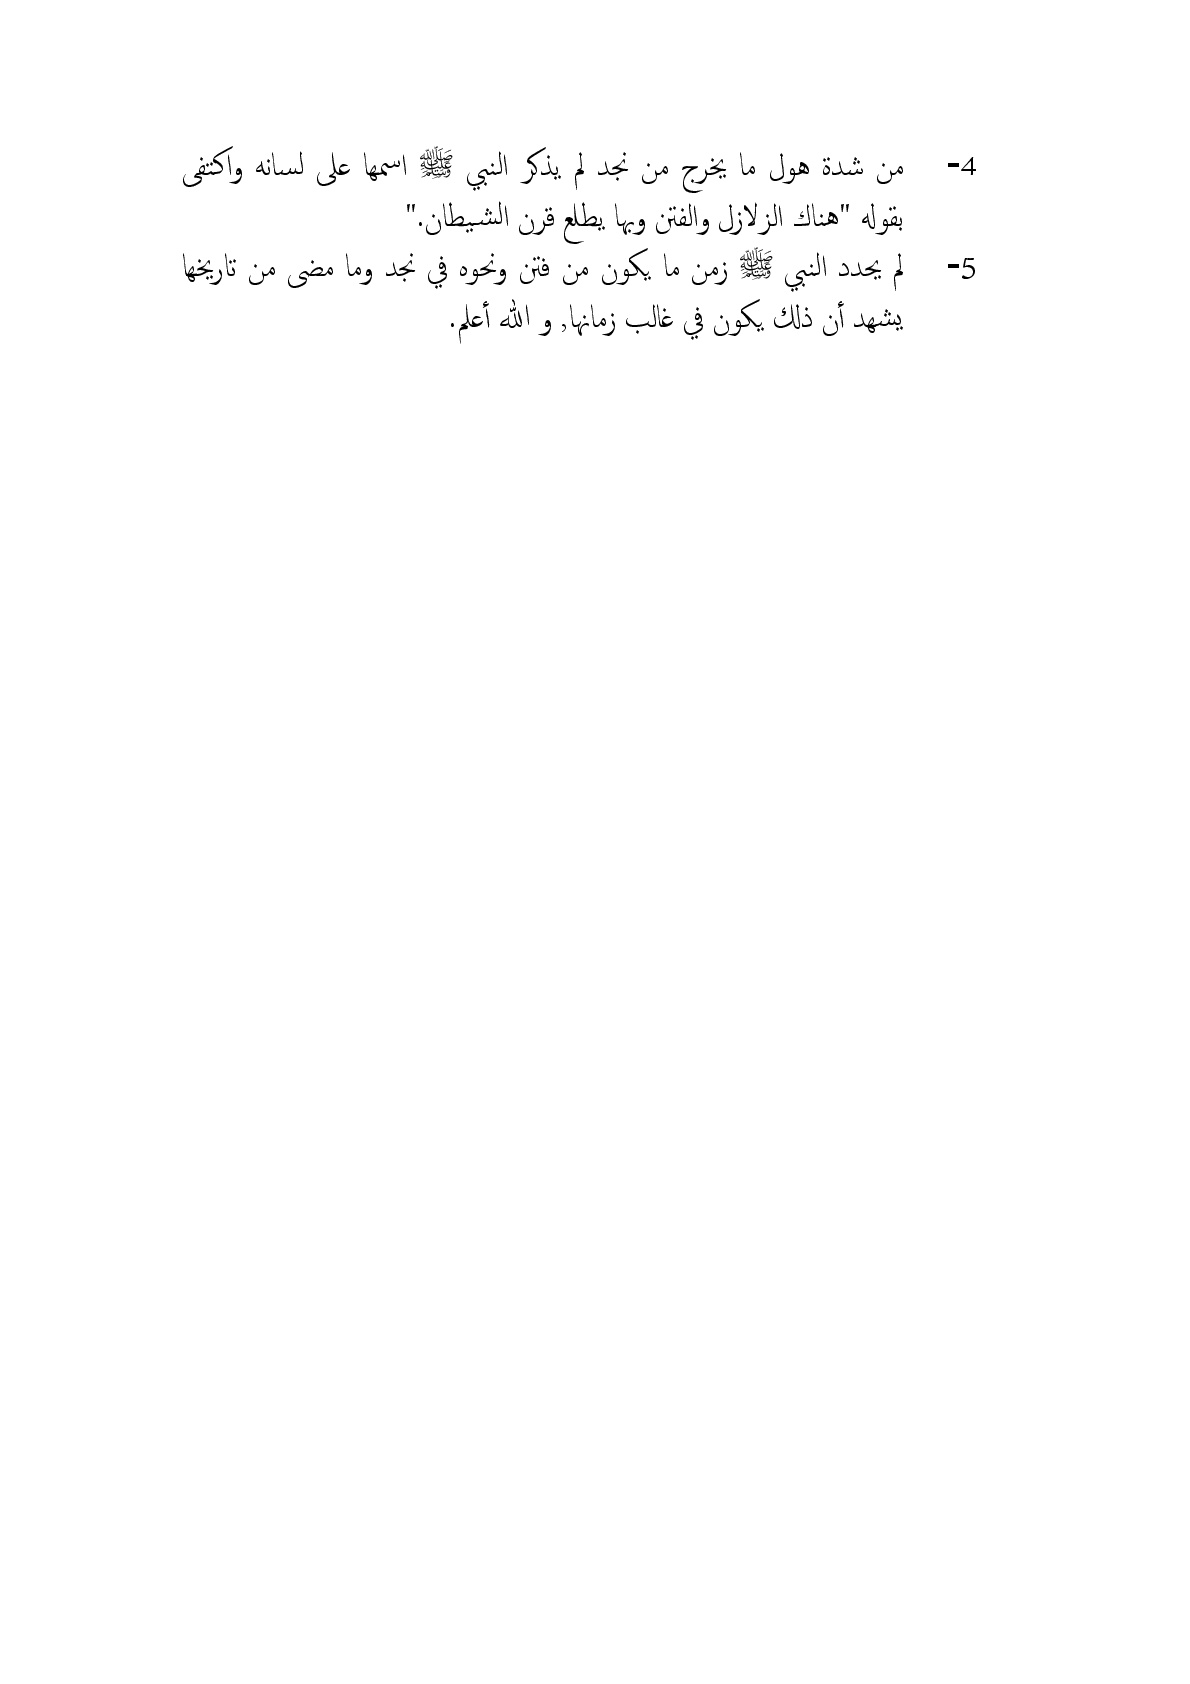 4- من شدة هول ما يخرج من نجد لم يذكر النبي ﷺ اسمها على لسانه واكتفى
بقوله "هناك الزلازل والفتن وبها يطلع قرن الشيطان."
5- لم يحدد النبي ﷺ زمن ما يكون من فتن ونحوه في نجد وما مضى من تاريخها
يشهد أن ذلك يكون في غالب زمانها, و الله أعلم.